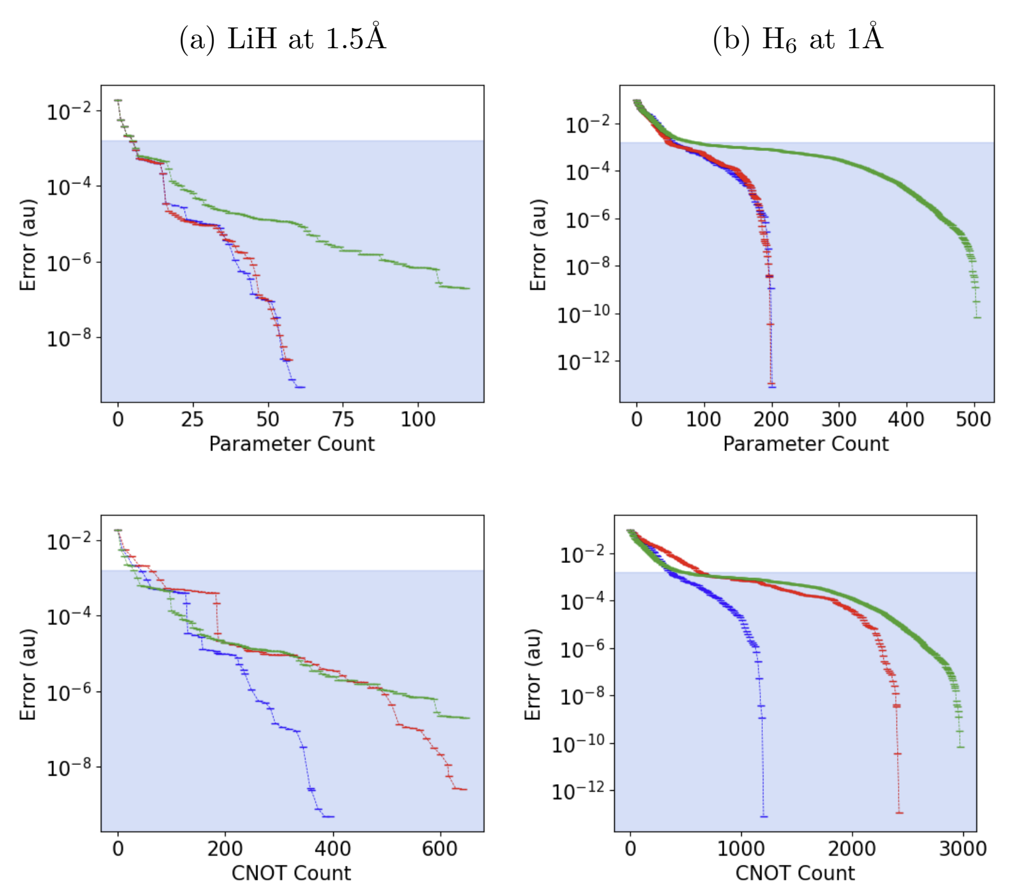 (a) LiH at 1.5Å
(b) H₆ at 1Å
Error (au)
10⁻²
10⁻⁴
10⁻⁶
10⁻⁸
0 25 50 75 100
Parameter Count
Error (au)
10⁻²
10⁻⁴
10⁻⁶
10⁻⁸
10⁻¹⁰
10⁻¹²
0 100 200 300 400 500
Parameter Count
Error (au)
10⁻²
10⁻⁴
10⁻⁶
10⁻⁸
0 200 400 600
CNOT Count
Error (au)
10⁻²
10⁻⁴
10⁻⁶
10⁻⁸
10⁻¹⁰
10⁻¹²
0 1000 2000 3000
CNOT Count